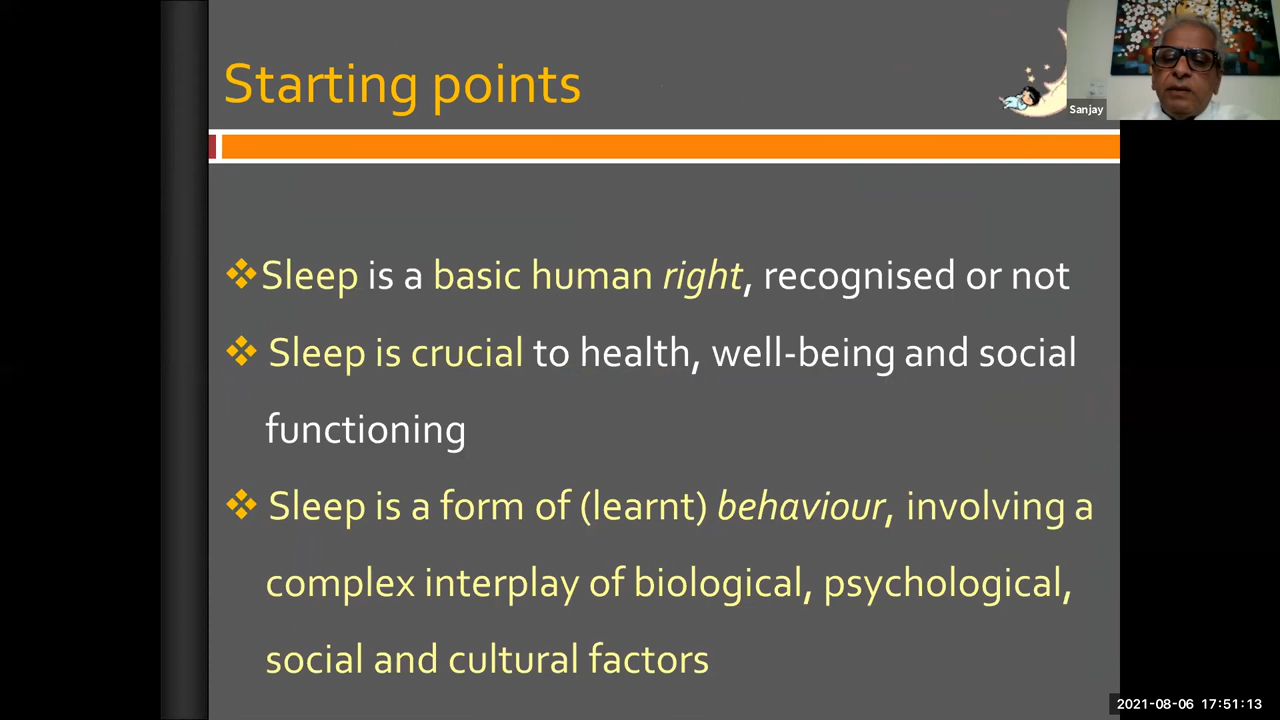 Starting points
Sanjay
❖Sleep is a basic human right, recognised or not
❖ Sleep is crucial to health, well-being and social
functioning
❖ Sleep is a form of (learnt) behaviour, involving a
complex interplay of biological, psychological,
social and cultural factors
2021-08-06 17:51:13